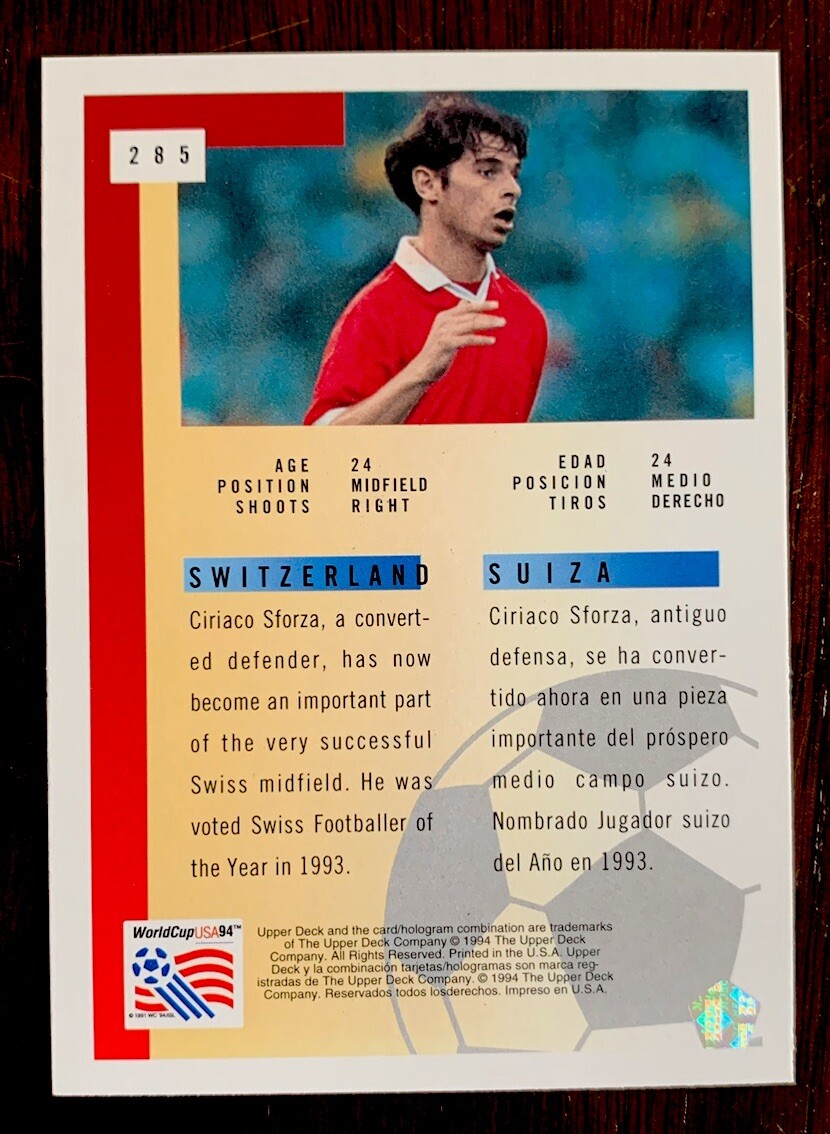 285
AGE 24
POSITION MIDFIELD
SHOOTS RIGHT
EDAD 24
POSICION MEDIO
TIROS DERECHO
SWITZERLAND
Ciriaco Sforza, a convert-
ed defender, has now
become an important part
of the very successful
Swiss midfield. He was
voted Swiss Footballer of
the Year in 1993.
SUIZA
Ciriaco Sforza, antiguo
defensa, se ha conver-
tido ahora en una pieza
importante del próspero
medio campo suizo.
Nombrado Jugador suizo
del Año en 1993.
WorldCupUSA94™
Upper Deck and the card/hologram combination are trademarks
of The Upper Deck Company © 1994 The Upper Deck
Company. All Rights Reserved. Printed in the U.S.A. Upper
Deck y la combinación tarjetas/hologramas son marca reg-
istradas de The Upper Deck Company. © 1994 The Upper Deck
Company. Reservados todos losderechos. Impreso en U.S.A.